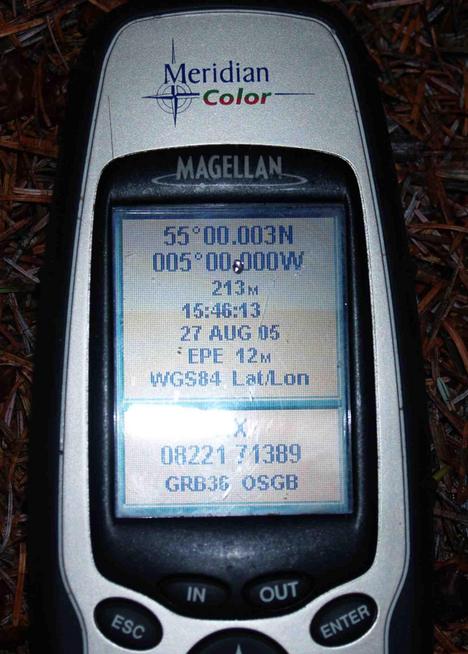 Meridian
Color
MAGELLAN
55°00.003N
005°00.000W
213M
15:46:13
27 AUG 05
EPE 12M
WGS84 Lat/Lon
X
08221 71389
GRB36 OSGB
IN OUT
ESC ENTER